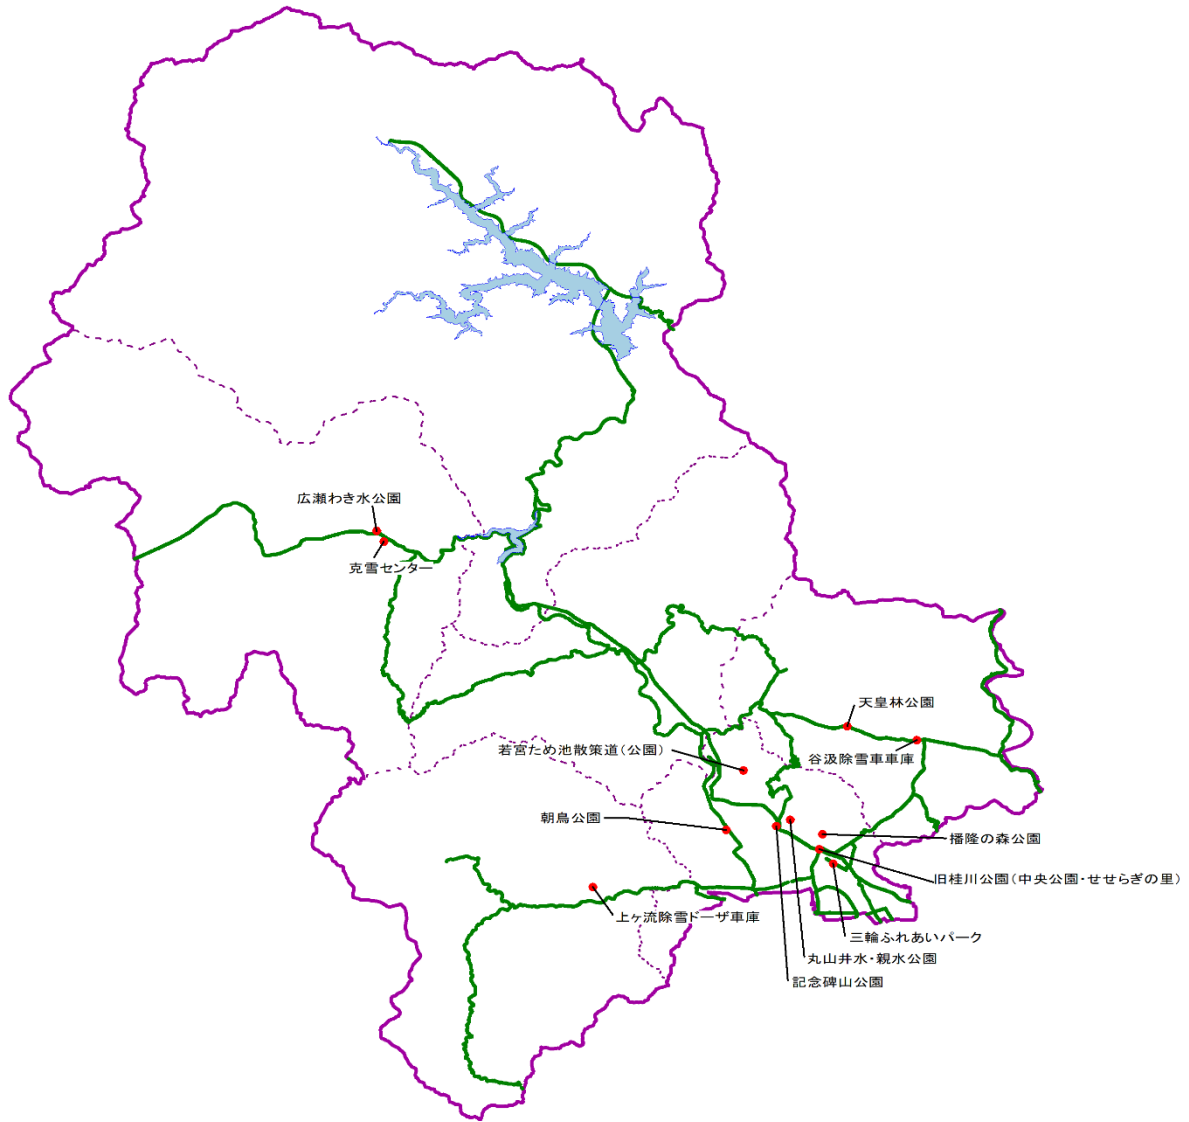 広瀬わき水公園
克雪センター
天皇林公園
若宮ため池散策道(公園)
谷汲除雪車車庫
朝鳥公園
播隆の森公園
旧桂川公園(中央公園・せせらぎの里)
上ヶ流除雪ドーザ車庫
三輪ふれあいパーク
丸山井水・親水公園
記念碑山公園